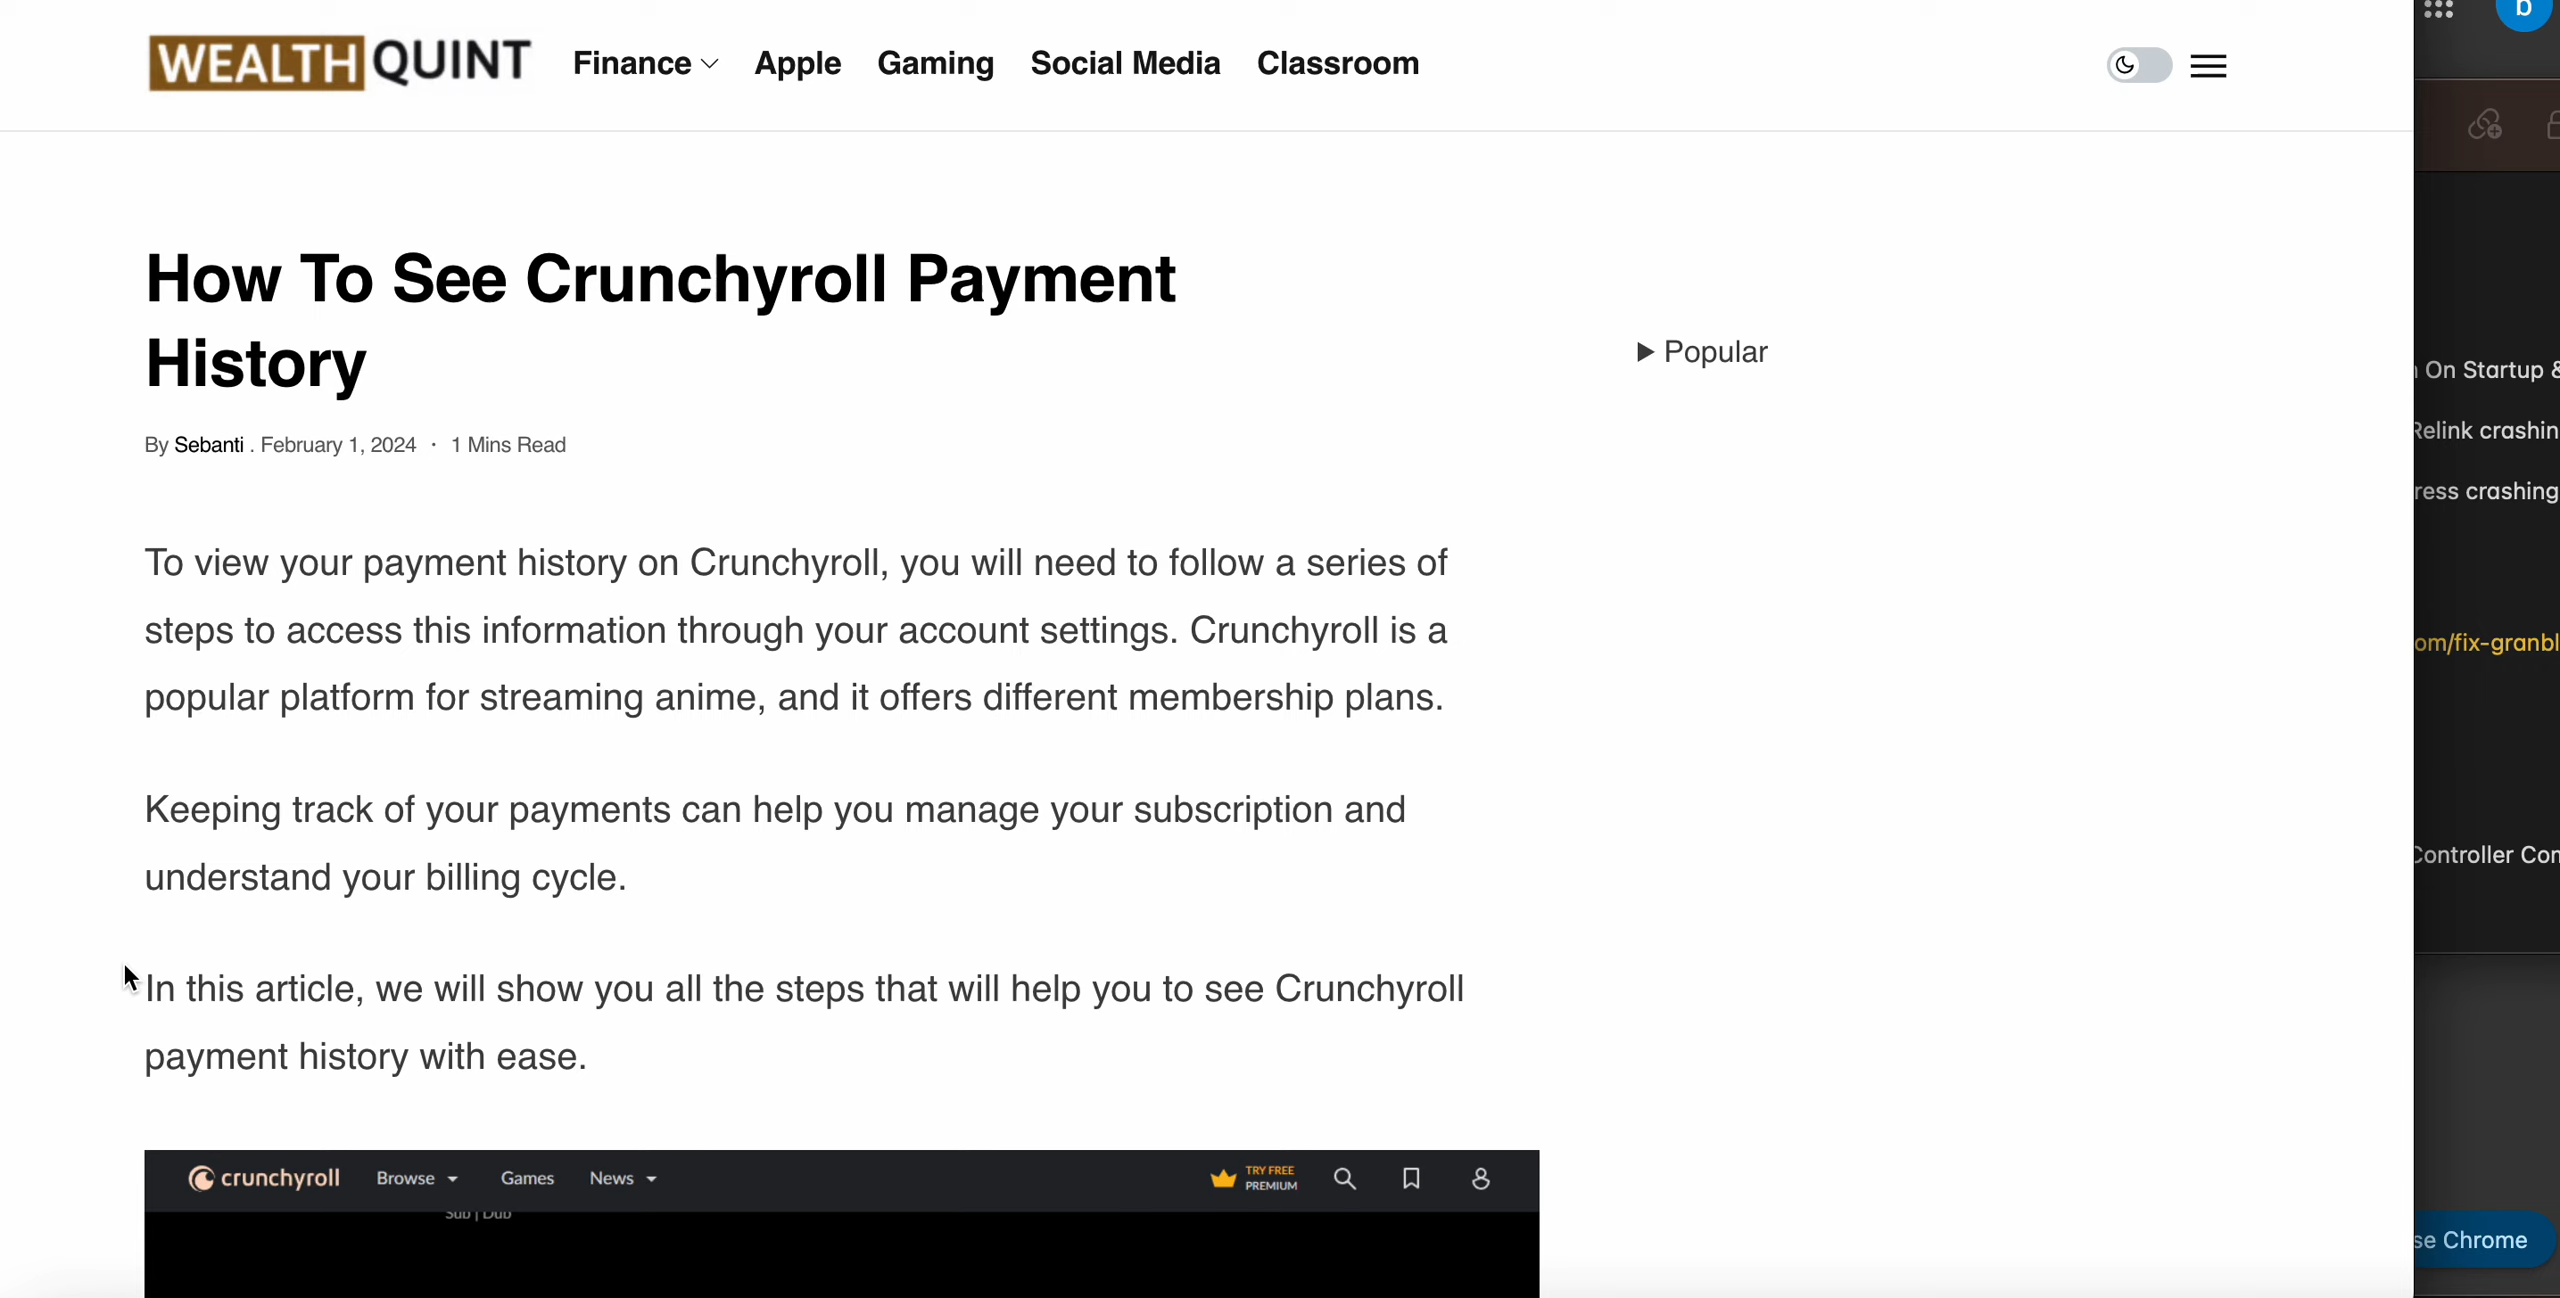 WEALTH QUINT Finance Apple Gaming Social Media Classroom
b
How To See Crunchyroll Payment
History
By Sebanti . February 1, 2024 · 1 Mins Read
Popular
To view your payment history on Crunchyroll, you will need to follow a series of
steps to access this information through your account settings. Crunchyroll is a
popular platform for streaming anime, and it offers different membership plans.
Keeping track of your payments can help you manage your subscription and
understand your billing cycle.
In this article, we will show you all the steps that will help you to see Crunchyroll
payment history with ease.
crunchyroll Browse Games News TRY FREE
PREMIUM
Sub | Dub
On Startup &
Relink crashin
ress crashing
om/fix-granbl
Controller Con
se Chrome